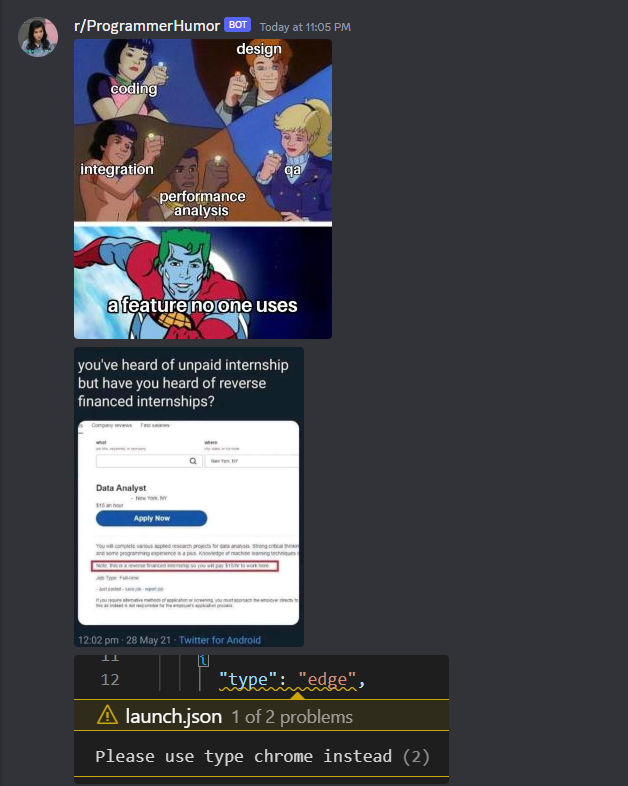 r/ProgrammerHumor BOT Today at 11:05 PM
design
coding
integration
qa
performance
analysis
a feature no one uses
you've heard of unpaid internship
but have you heard of reverse
financed internships?
Company reviews Find salaries
what where
New York, NY
Data Analyst
- New York, NY
$15 an hour
Apply Now
You will complete various applied research projects for data analysis. Strong critical
and some programming experience is a plus. Knowledge of machine learning techniques
Note, this is a reverse financed internship so you will pay $15/hr to work here.
Job Type: Full-time
- Just posted - save job - report job
If you require alternative methods of application or screening, you must approach the employer directly to
this as Indeed is not responsible for the employer's application process.
12:02 pm · 28 May 21 · Twitter for Android
11 {
12 "type": "edge",
launch.json 1 of 2 problems
Please use type chrome instead (2)